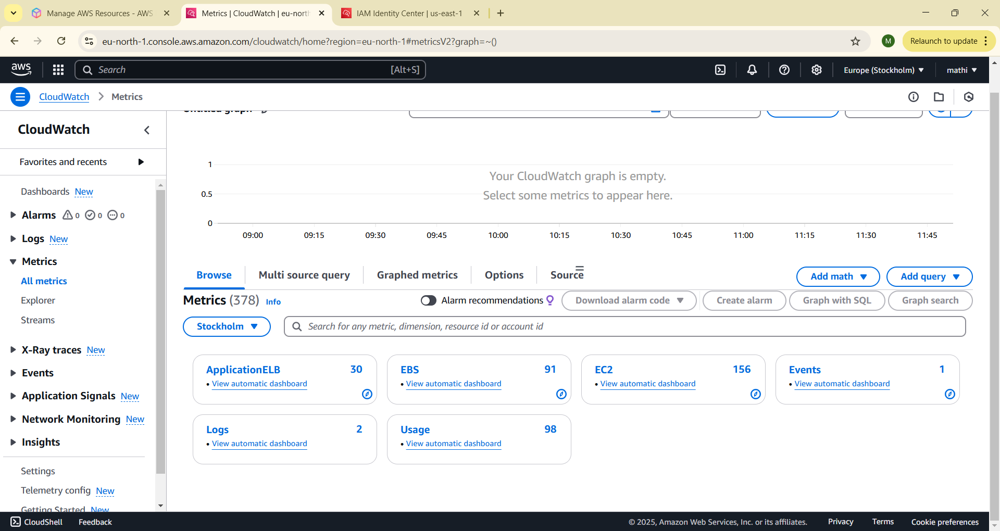 Manage AWS Resources - AWS
Metrics | CloudWatch | eu-north
IAM Identity Center | us-east-1
eu-north-1.console.aws.amazon.com/cloudwatch/home?region=eu-north-1#metricsV2?graph=~()
M
Relaunch to update
aws
Search
[Alt+S]
Europe (Stockholm)
mathi
CloudWatch
Metrics
CloudWatch
Favorites and recents
Dashboards New
Alarms 0 0 0
Logs New
Metrics
All metrics
Explorer
Streams
X-Ray traces New
Events
Application Signals New
Network Monitoring New
Insights
Settings
Telemetry config New
Getting Started New
Untitled graph
1
0.5
0
Your CloudWatch graph is empty.
Select some metrics to appear here.
09:00 09:15 09:30 09:45 10:00 10:15 10:30 10:45 11:00 11:15 11:30 11:45
Browse
Multi source query
Graphed metrics
Options
Source
Add math
Add query
Metrics (378) Info
Alarm recommendations
Download alarm code
Create alarm
Graph with SQL
Graph search
Stockholm
Search for any metric, dimension, resource id or account id
ApplicationELB 30
• View automatic dashboard
EBS 91
• View automatic dashboard
EC2 156
• View automatic dashboard
Events 1
• View automatic dashboard
Logs 2
• View automatic dashboard
Usage 98
• View automatic dashboard
CloudShell
Feedback
© 2025, Amazon Web Services, Inc. or its affiliates.
Privacy
Terms
Cookie preferences